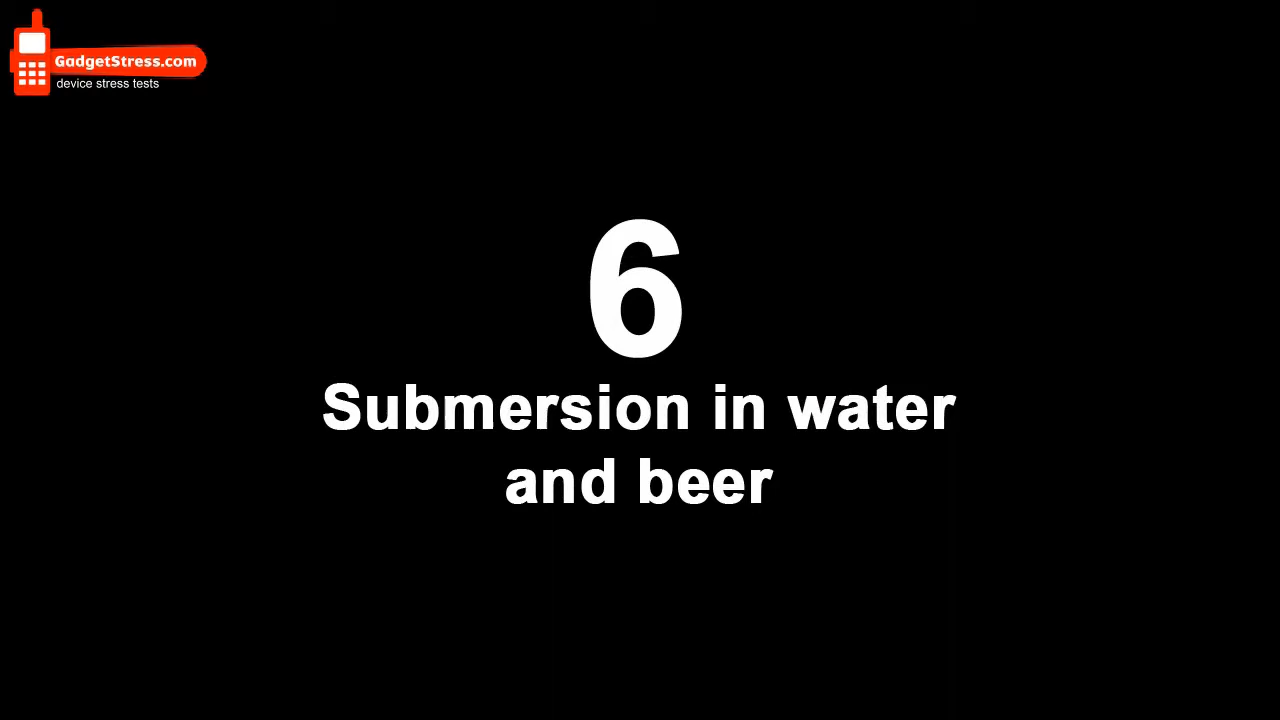 GadgetStress.com
device stress tests
6
Submersion in water
and beer